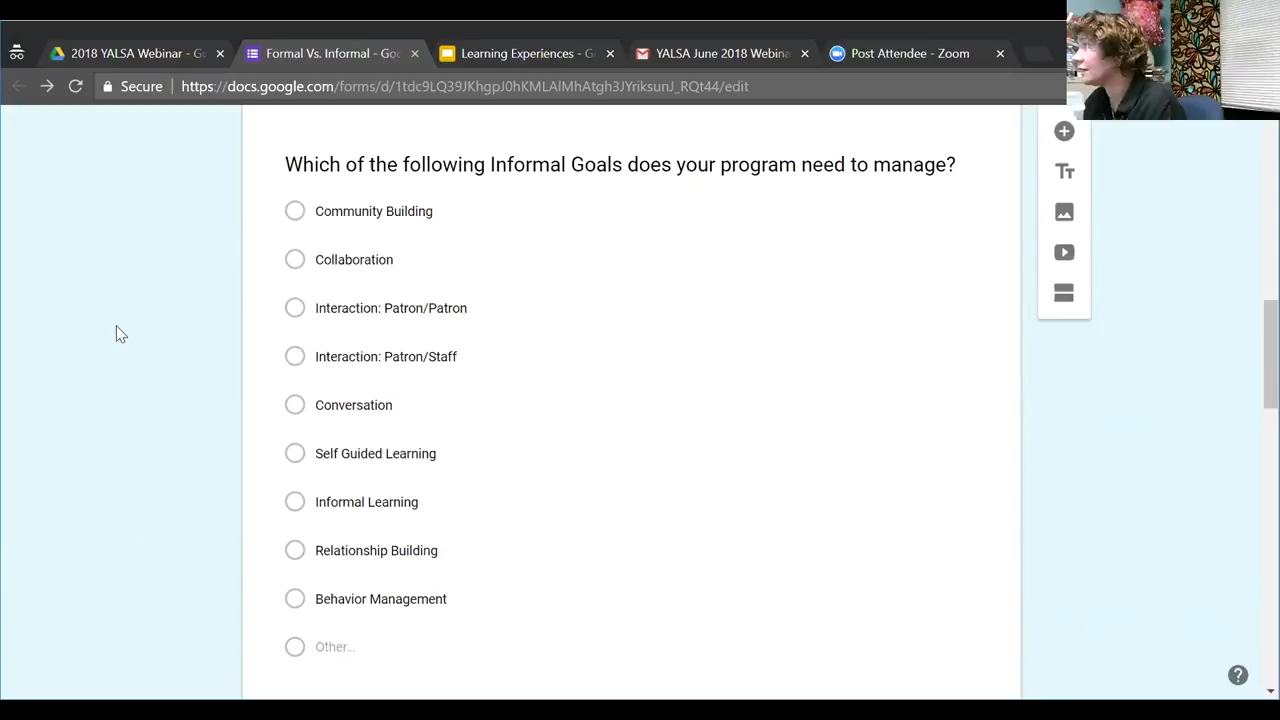 2018 YALSA Webinar - Go
Formal Vs. Informal - Goo
Learning Experiences - G
YALSA June 2018 Webina
Post Attendee - Zoom
Secure
https://docs.google.com/forms/d/1tdc9LQ39JKhgpJ0hKMLAIMhAtgh3JYriksunJ_RQt44/edit
Which of the following Informal Goals does your program need to manage?
Community Building
Collaboration
Interaction: Patron/Patron
Interaction: Patron/Staff
Conversation
Self Guided Learning
Informal Learning
Relationship Building
Behavior Management
Other...